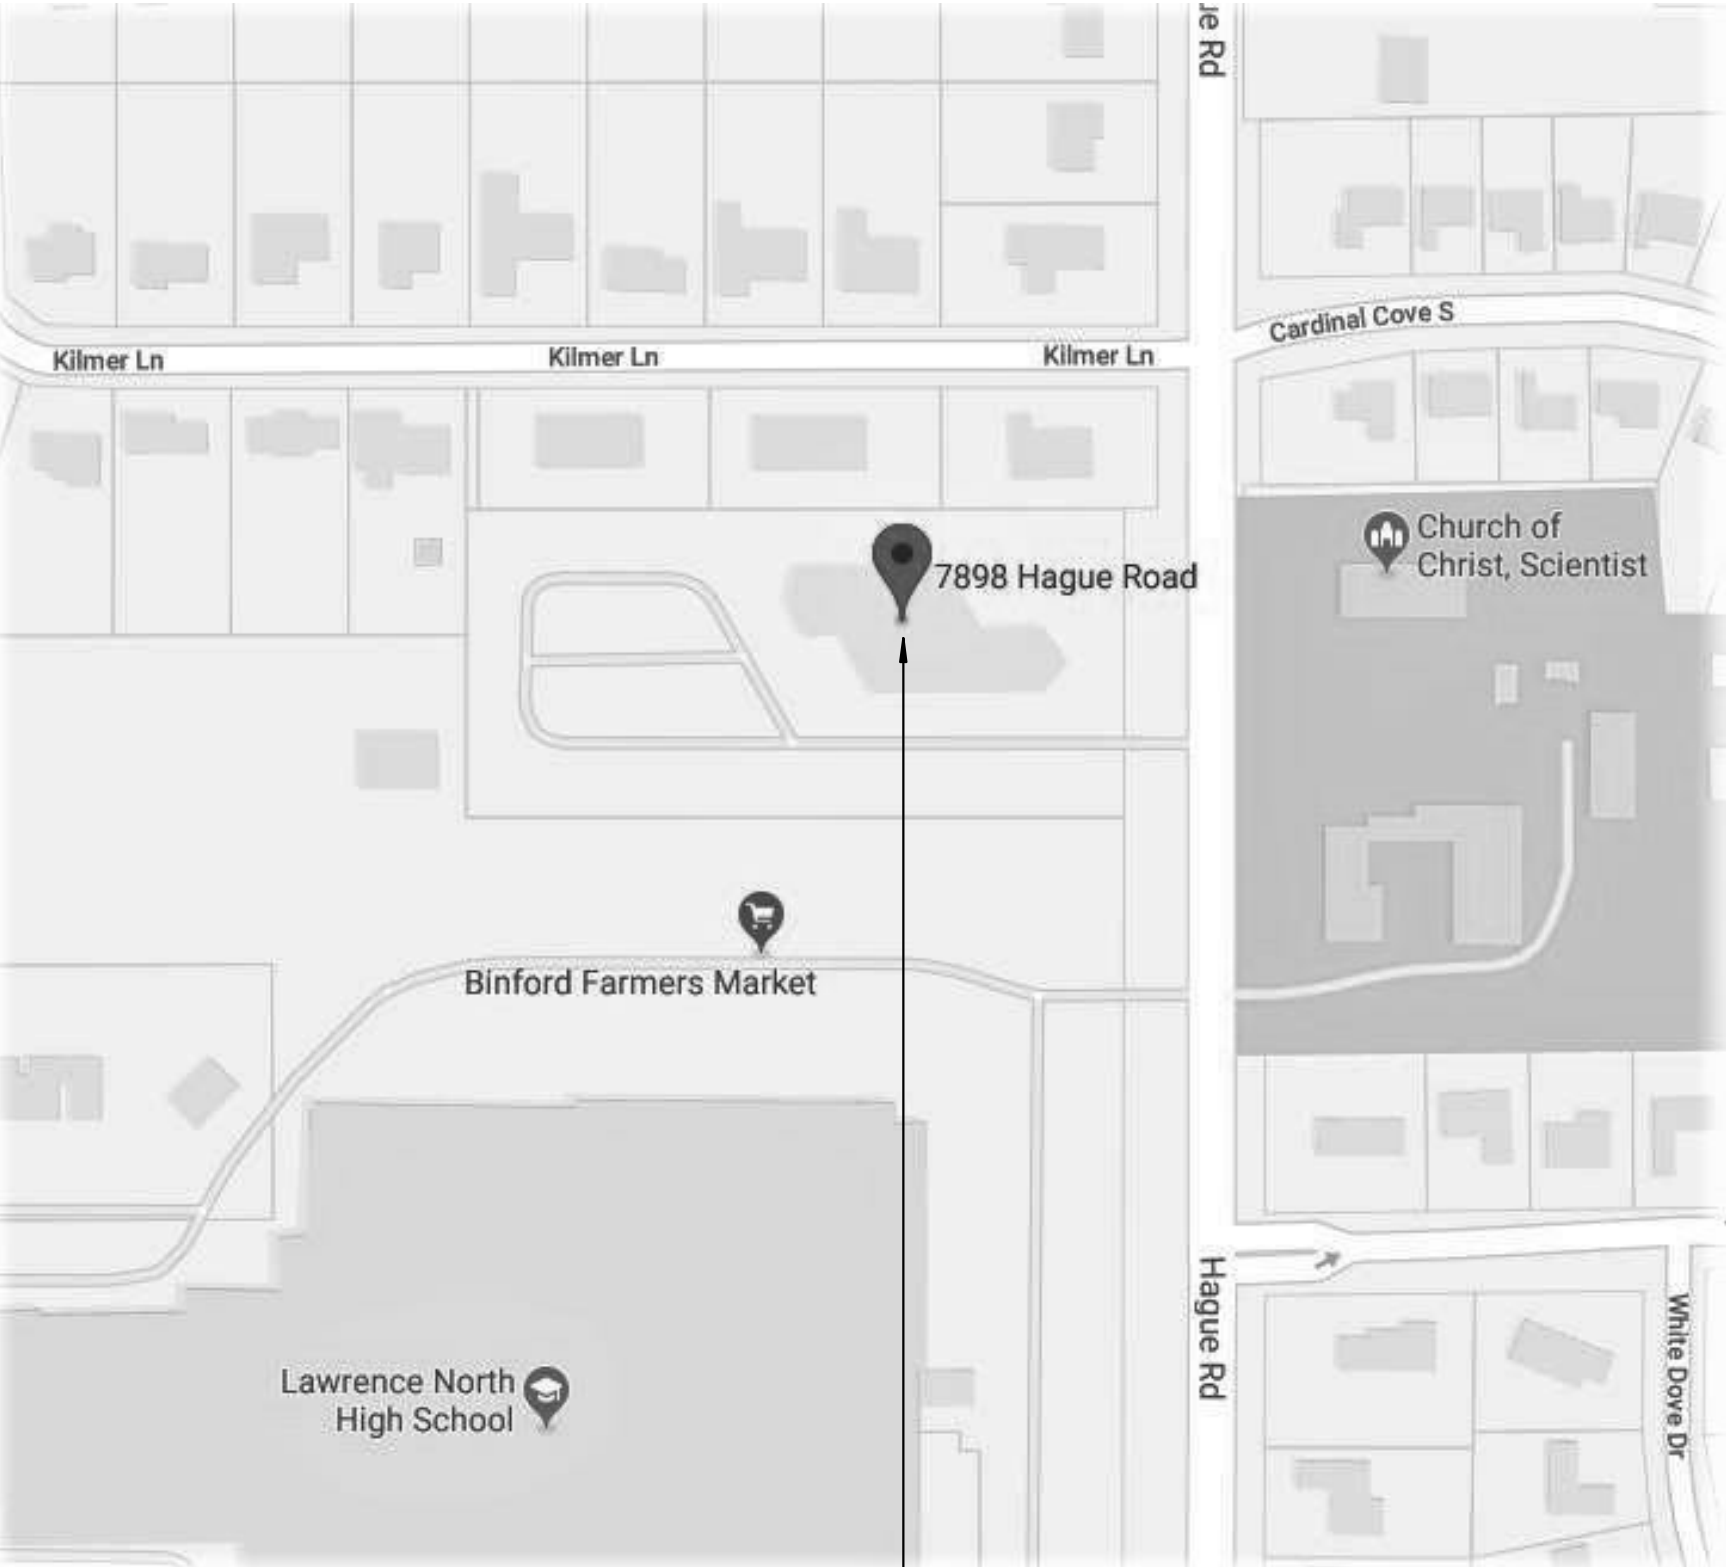 ue Rd
Cardinal Cove S
Kilmer Ln
Kilmer Ln
Kilmer Ln
Church of
Christ, Scientist
7898 Hague Road
Binford Farmers Market
Hague Rd
White Dove Dr
Lawrence North
High School